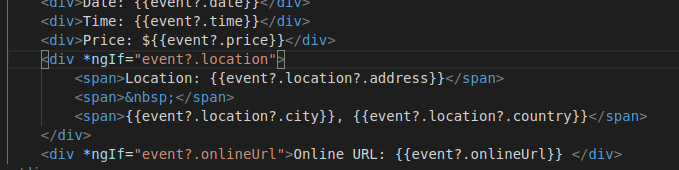 <div>Date: {{event?.date}}</div>
<div>Time: {{event?.time}}</div>
<div>Price: ${{event?.price}}</div>
<div *ngIf="event?.location">
<span>Location: {{event?.location?.address}}</span>
<span>&nbsp;</span>
<span>{{event?.location?.city}}, {{event?.location?.country}}</span>
</div>
<div *ngIf="event?.onlineUrl">Online URL: {{event?.onlineUrl}} </div>